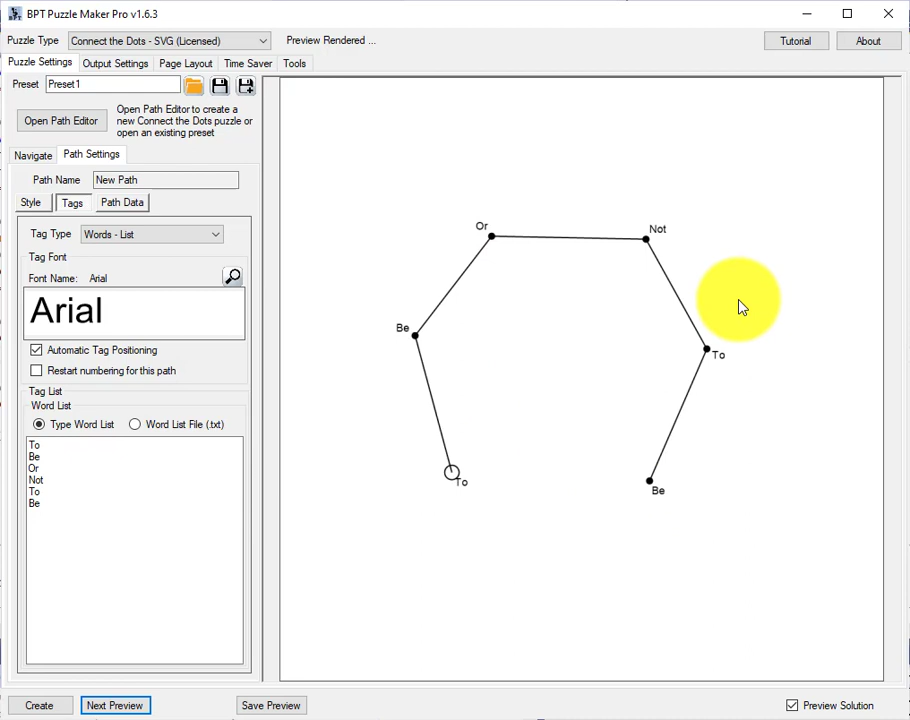 BPT Puzzle Maker Pro v1.6.3
Puzzle Type Connect the Dots - SVG (Licensed) Preview Rendered ... Tutorial About
Puzzle Settings Output Settings Page Layout Time Saver Tools
Preset Preset1
Open Path Editor
Open Path Editor to create a
new Connect the Dots puzzle or
open an existing preset
Navigate Path Settings
Path Name New Path
Style Tags Path Data
Tag Type Words - List
Tag Font
Font Name: Arial
Arial
Automatic Tag Positioning
Restart numbering for this path
Tag List
Word List
Type Word List Word List File (.txt)
To
Be
Or
Not
To
Be
Or
Not
Be
To
To
Be
Create Next Preview Save Preview Preview Solution